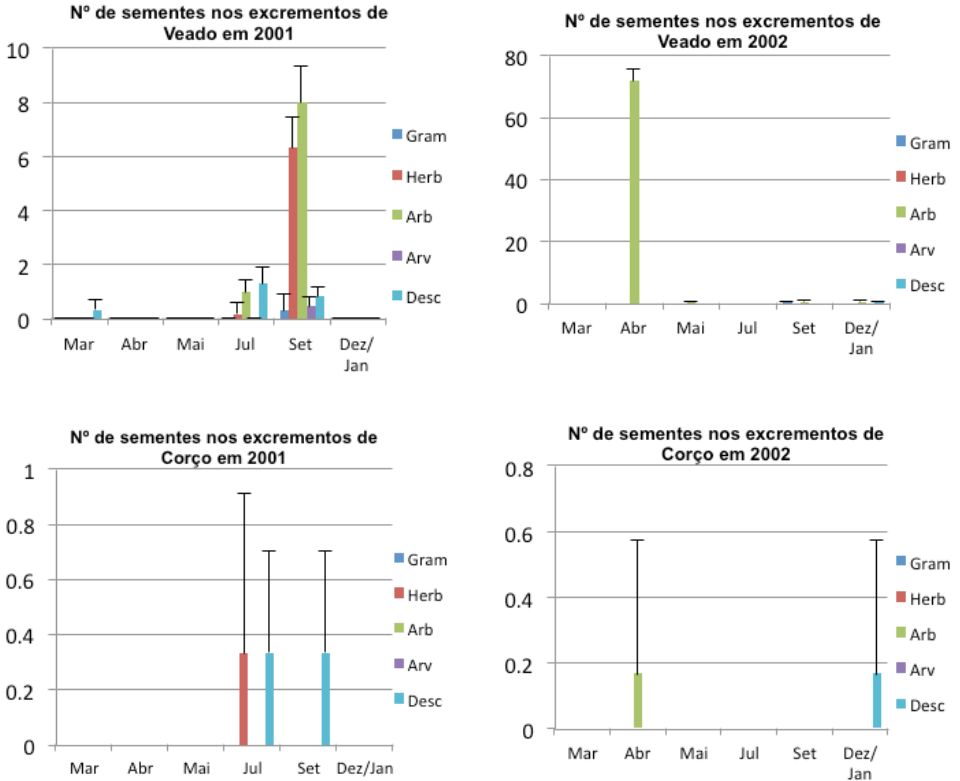 Nº de sementes nos excrementos de
Veado em 2001
10
8
6
4
2
0
Mar Abr Mai Jul Set Dez/
Jan
Gram
Herb
Arb
Arv
Desc
Nº de sementes nos excrementos de
Veado em 2002
80
60
40
20
0
Mar Abr Mai Jul Set Dez/
Jan
Gram
Herb
Arb
Arv
Desc
Nº de sementes nos excrementos de
Corço em 2001
1
0.8
0.6
0.4
0.2
0
Mar Abr Mai Jul Set Dez/Jan
Gram
Herb
Arb
Arv
Desc
Nº de sementes nos excrementos de
Corço em 2002
0.8
0.6
0.4
0.2
0
Mar Abr Mai Jul Set Dez/
Jan
Gram
Herb
Arb
Arv
Desc